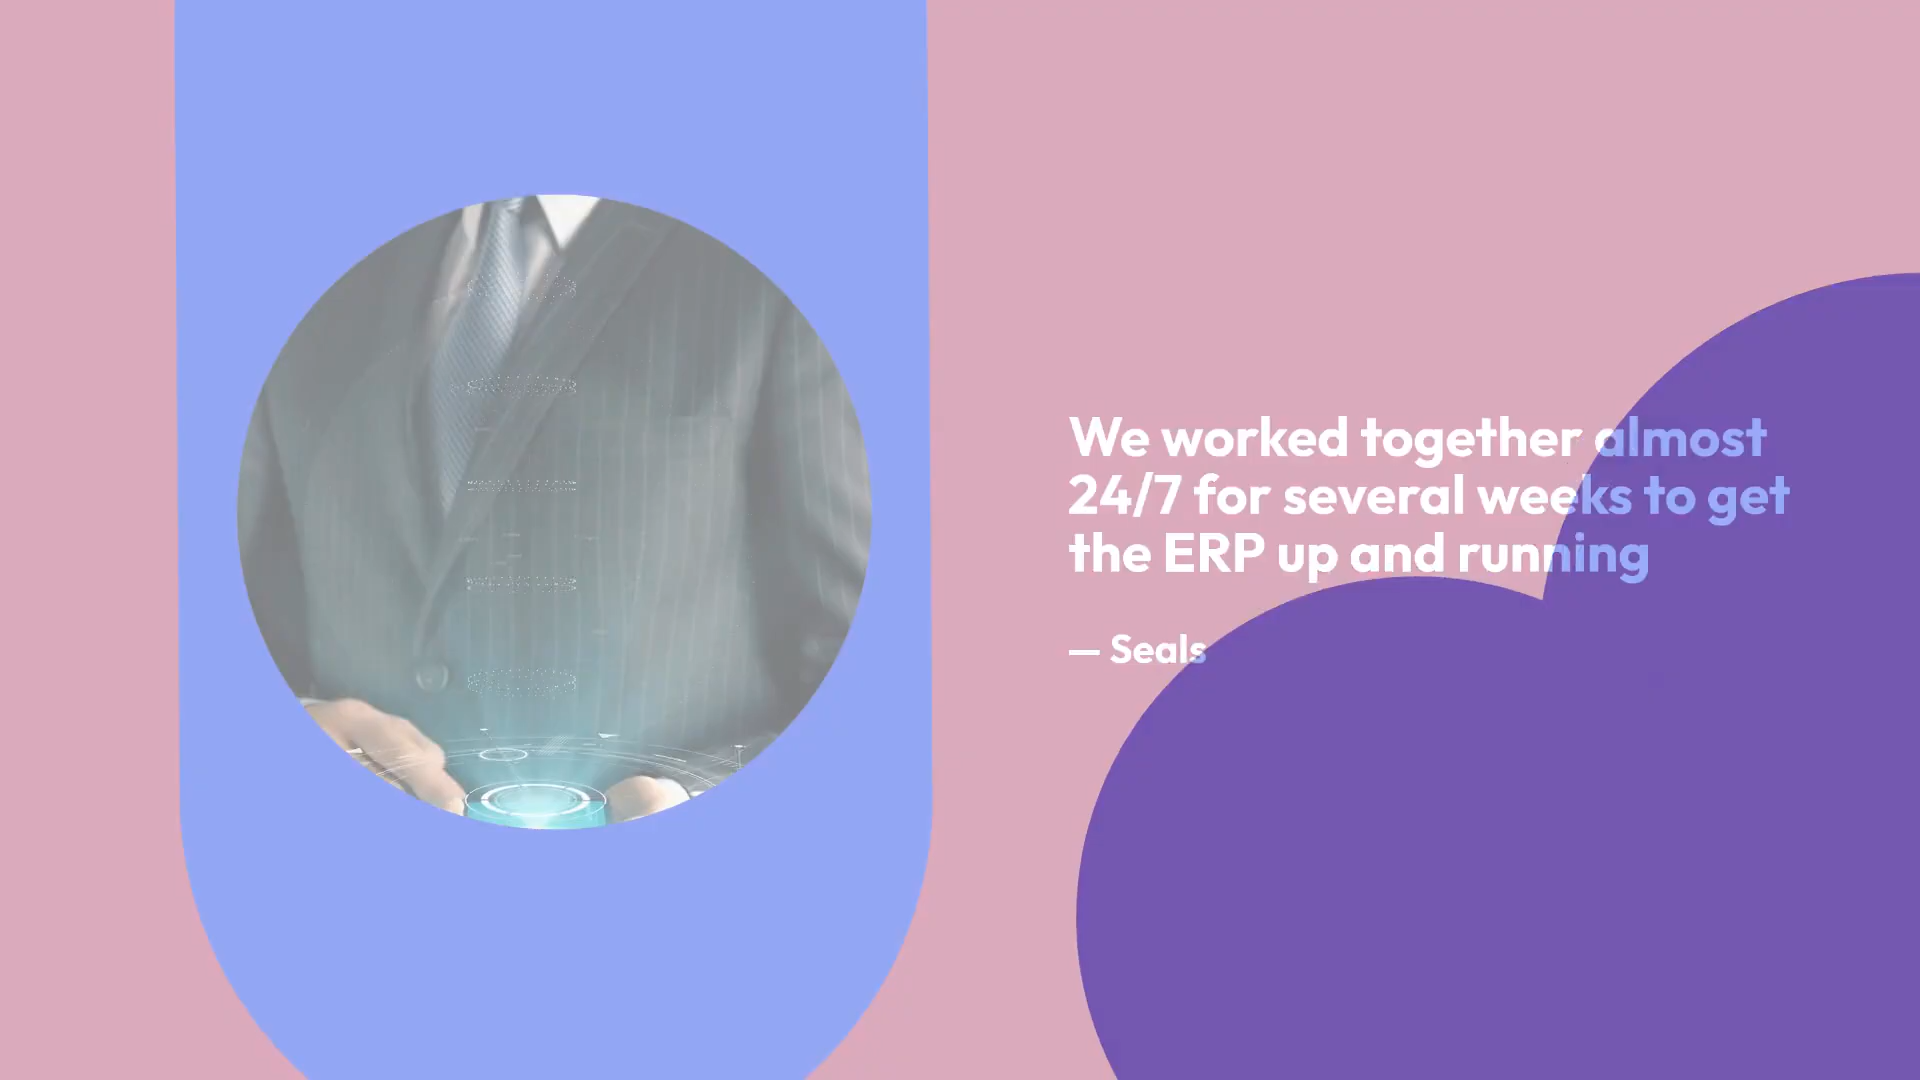 We worked together almost
24/7 for several weeks to get
the ERP up and running
— Seals